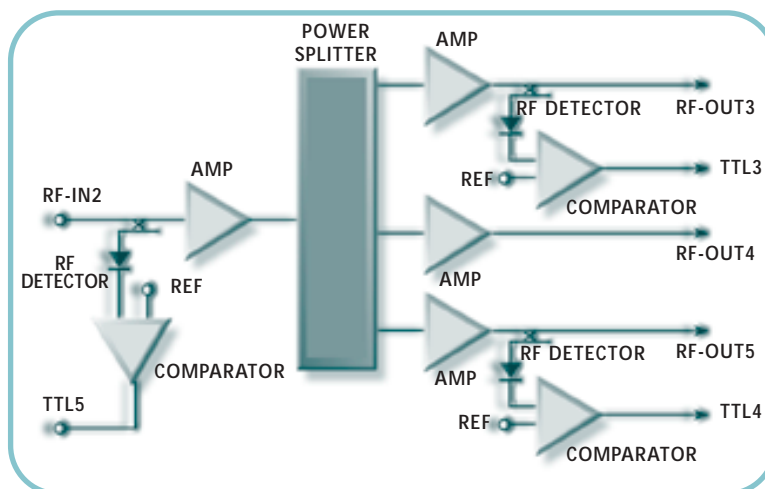 POWER
SPLITTER
AMP
RF DETECTOR
RF-OUT3
REF
TTL3
COMPARATOR
AMP
RF-IN2
RF
DETECTOR
REF
COMPARATOR
TTL5
RF-OUT4
AMP
RF DETECTOR
RF-OUT5
AMP
REF
TTL4
COMPARATOR